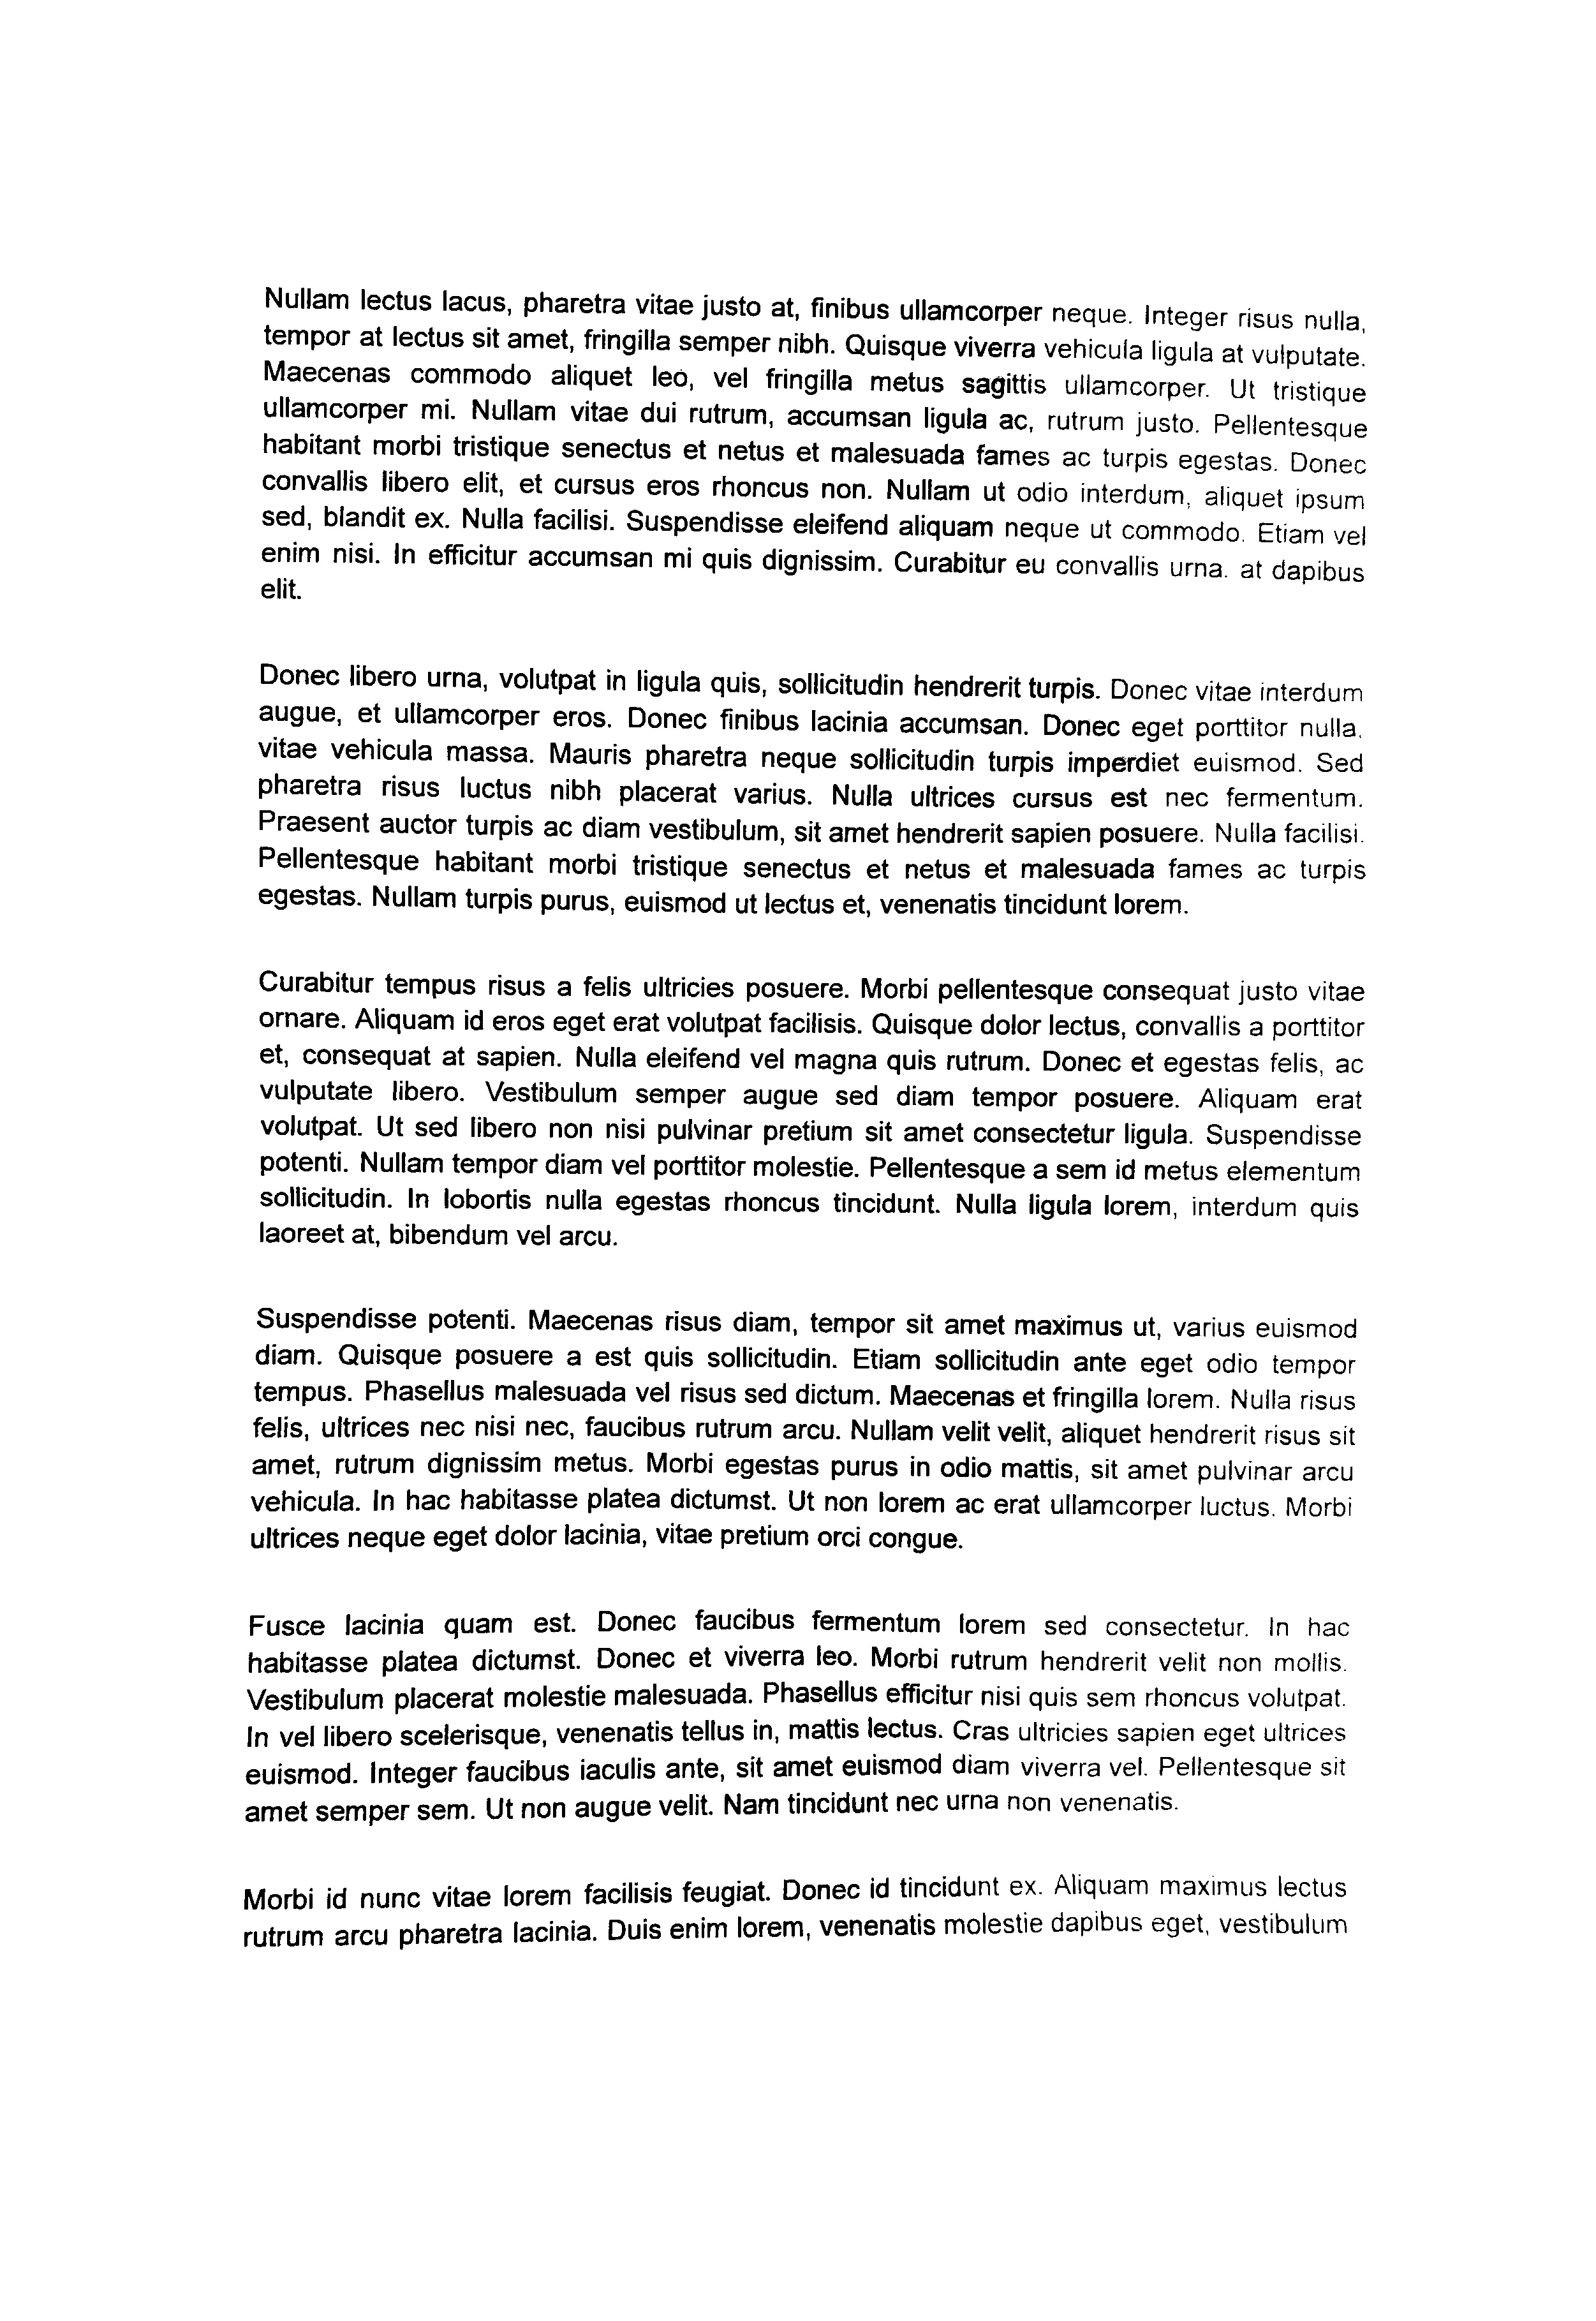 Nullam lectus lacus, pharetra vitae justo at, finibus ullamcorper neque. Integer risus nulla,
tempor at lectus sit amet, fringilla semper nibh. Quisque viverra vehicula ligula at vulputate.
Maecenas commodo aliquet leo, vel fringilla metus sagittis ullamcorper. Ut tristique
ullamcorper mi. Nullam vitae dui rutrum, accumsan ligula ac, rutrum justo. Pellentesque
habitant morbi tristique senectus et netus et malesuada fames ac turpis egestas. Donec
convallis libero elit, et cursus eros rhoncus non. Nullam ut odio interdum, aliquet ipsum
sed, blandit ex. Nulla facilisi. Suspendisse eleifend aliquam neque ut commodo. Etiam vel
enim nisi. In efficitur accumsan mi quis dignissim. Curabitur eu convallis urna. at dapibus
elit.
Donec libero urna, volutpat in ligula quis, sollicitudin hendrerit turpis. Donec vitae interdum
augue, et ullamcorper eros. Donec finibus lacinia accumsan. Donec eget porttitor nulla,
vitae vehicula massa. Mauris pharetra neque sollicitudin turpis imperdiet euismod. Sed
pharetra risus luctus nibh placerat varius. Nulla ultrices cursus est nec fermentum.
Praesent auctor turpis ac diam vestibulum, sit amet hendrerit sapien posuere. Nulla facilisi.
Pellentesque habitant morbi tristique senectus et netus et malesuada fames ac turpis
egestas. Nullam turpis purus, euismod ut lectus et, venenatis tincidunt lorem.
Curabitur tempus risus a felis ultricies posuere. Morbi pellentesque consequat justo vitae
ornare. Aliquam id eros eget erat volutpat facilisis. Quisque dolor lectus, convallis a porttitor
et, consequat at sapien. Nulla eleifend vel magna quis rutrum. Donec et egestas felis, ac
vulputate libero. Vestibulum semper augue sed diam tempor posuere. Aliquam erat
volutpat. Ut sed libero non nisi pulvinar pretium sit amet consectetur ligula. Suspendisse
potenti. Nullam tempor diam vel porttitor molestie. Pellentesque a sem id metus elementum
sollicitudin. In lobortis nulla egestas rhoncus tincidunt. Nulla ligula lorem, interdum quis
laoreet at, bibendum vel arcu.
Suspendisse potenti. Maecenas risus diam, tempor sit amet maximus ut, varius euismod
diam. Quisque posuere a est quis sollicitudin. Etiam sollicitudin ante eget odio tempor
tempus. Phasellus malesuada vel risus sed dictum. Maecenas et fringilla lorem. Nulla risus
felis, ultrices nec nisi nec, faucibus rutrum arcu. Nullam velit velit, aliquet hendrerit risus sit
amet, rutrum dignissim metus. Morbi egestas purus in odio mattis, sit amet pulvinar arcu
vehicula. In hac habitasse platea dictumst. Ut non lorem ac erat ullamcorper luctus. Morbi
ultrices neque eget dolor lacinia, vitae pretium orci congue.
Fusce lacinia quam est. Donec faucibus fermentum lorem sed consectetur. In hac
habitasse platea dictumst. Donec et viverra leo. Morbi rutrum hendrerit velit non mollis.
Vestibulum placerat molestie malesuada. Phasellus efficitur nisi quis sem rhoncus volutpat.
In vel libero scelerisque, venenatis tellus in, mattis lectus. Cras ultricies sapien eget ultrices
euismod. Integer faucibus iaculis ante, sit amet euismod diam viverra vel. Pellentesque sit
amet semper sem. Ut non augue velit. Nam tincidunt nec urna non venenatis.
Morbi id nunc vitae lorem facilisis feugiat. Donec id tincidunt ex. Aliquam maximus lectus
rutrum arcu pharetra lacinia. Duis enim lorem, venenatis molestie dapibus eget, vestibulum